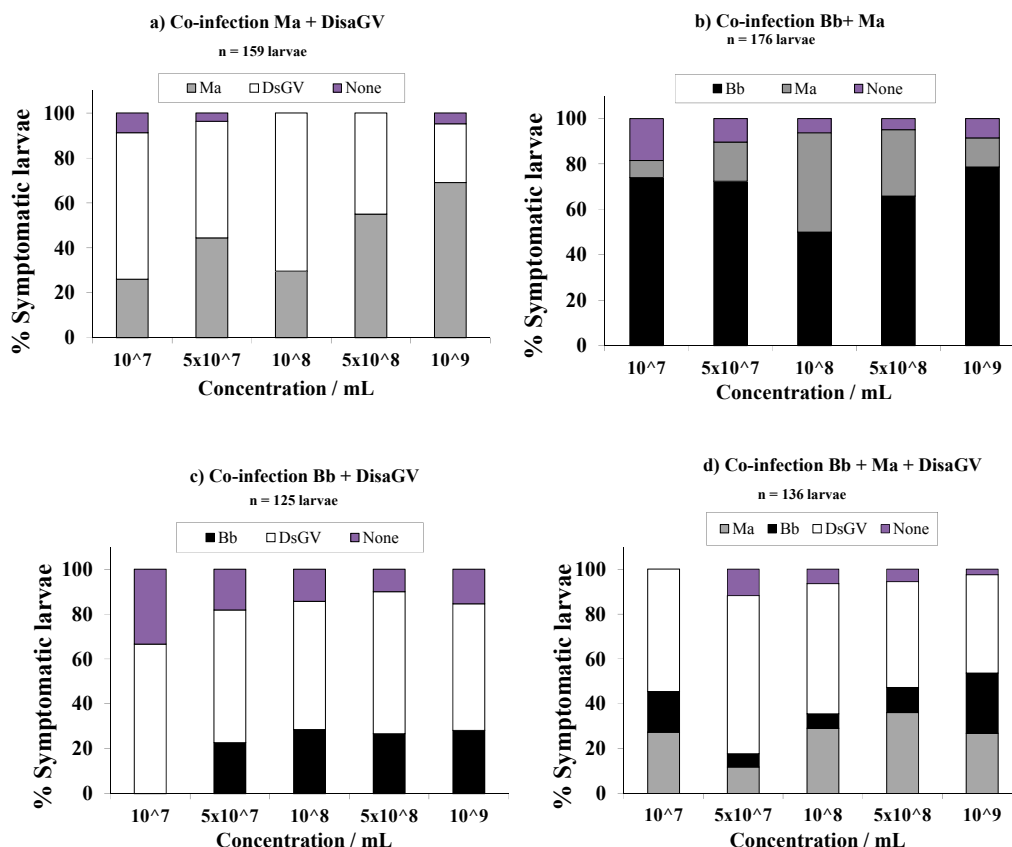 a) Co-infection Ma + DisaGV
n = 159 larvae
Ma DsGV None
% Symptomatic larvae
100
80
60
40
20
0
10^7 5x10^7 10^8 5x10^8 10^9
Concentration / mL
b) Co-infection Bb+ Ma
n = 176 larvae
Bb Ma None
% Symptomatic larvae
100
80
60
40
20
0
10^7 5x10^7 10^8 5x10^8 10^9
Concentration / mL
c) Co-infection Bb + DisaGV
n = 125 larvae
Bb DsGV None
% Symptomatic larvae
100
80
60
40
20
0
10^7 5x10^7 10^8 5x10^8 10^9
Concentration / mL
d) Co-infection Bb + Ma + DisaGV
n = 136 larvae
Ma Bb DsGV None
% Symptomatic larvae
100
80
60
40
20
0
10^7 5x10^7 10^8 5x10^8 10^9
Concentration / mL